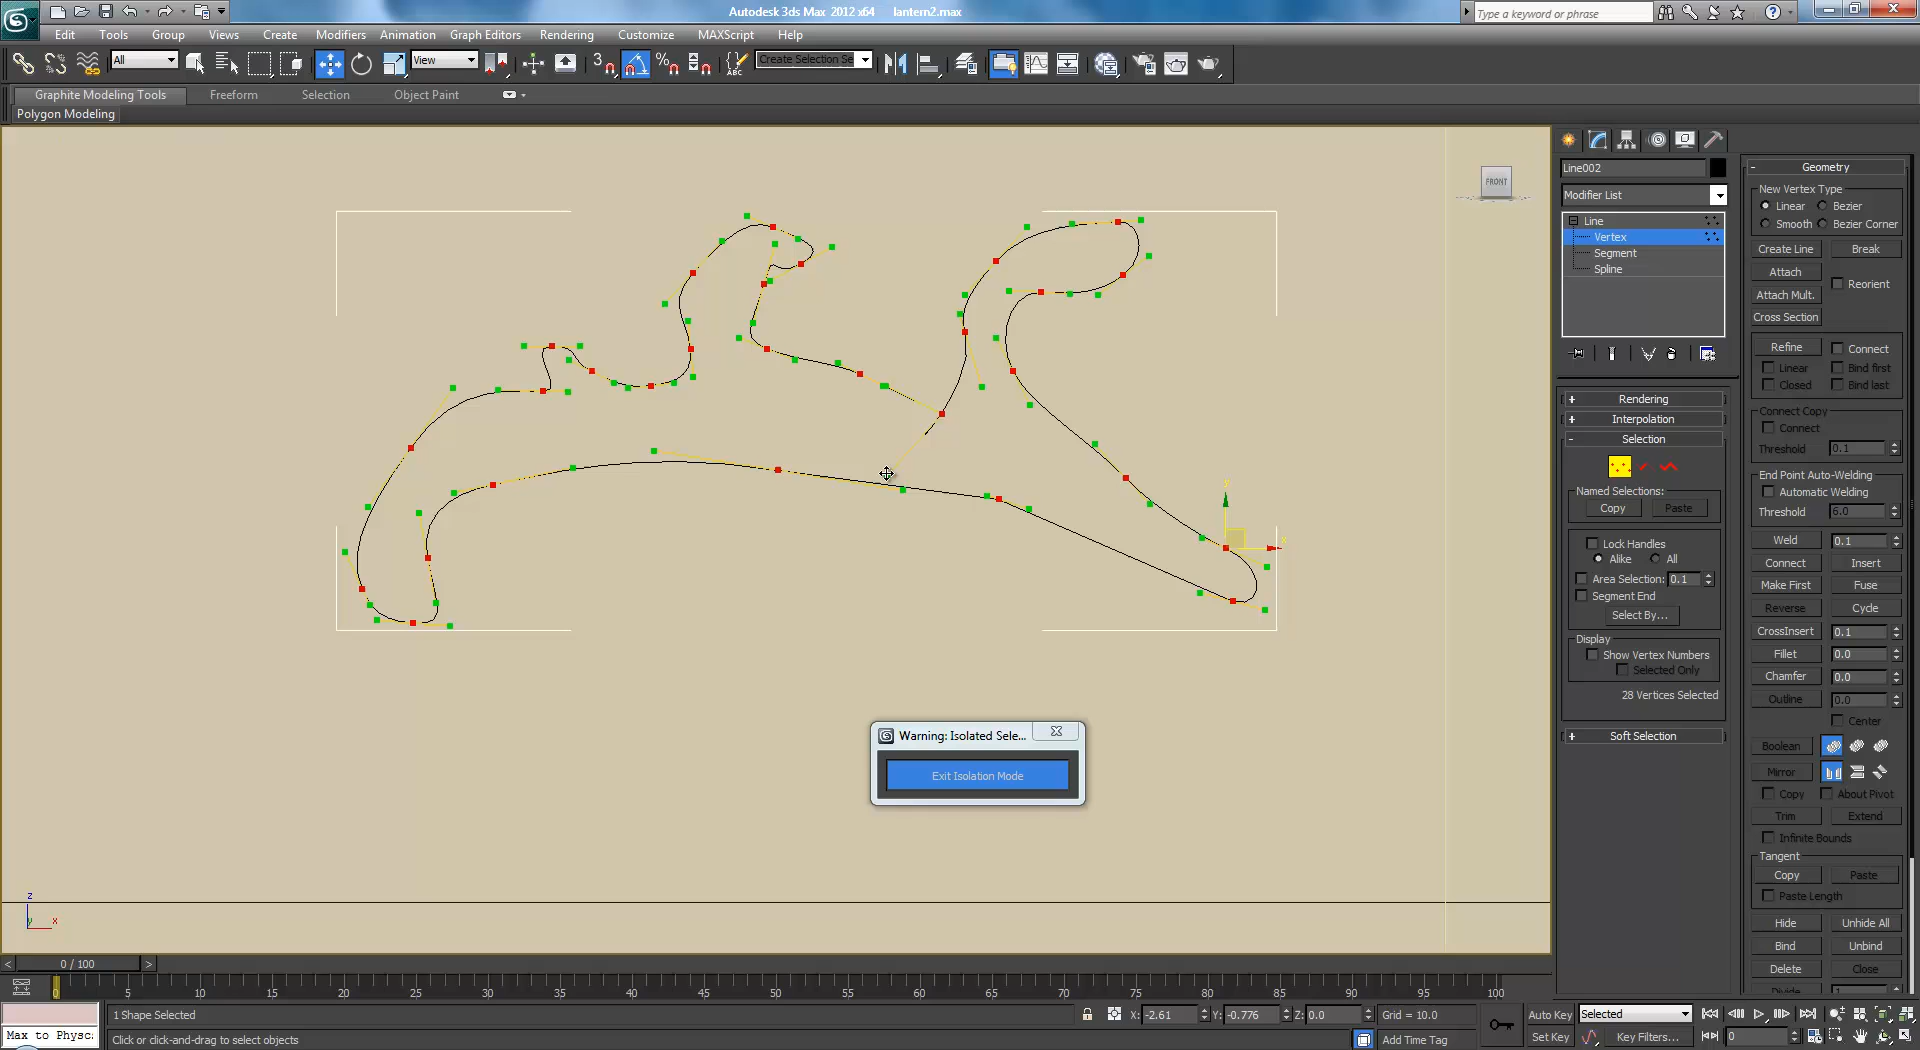 Autodesk 3ds Max 2012 x64 lantern2.max
Type a keyword or phrase
Edit Tools Group Views Create Modifiers Animation Graph Editors Rendering Customize MAXScript Help
All View Create Selection Se
Graphite Modeling Tools Freeform Selection Object Paint
Polygon Modeling
FRONT
Line002
Modifier List
Line
Vertex
Segment
Spline
+ Rendering
+ Interpolation
- Selection
Named Selections:
Copy Paste
Lock Handles
Alike All
Area Selection: 0.1
Segment End
Select By...
Display
Show Vertex Numbers
Selected Only
28 Vertices Selected
+ Soft Selection
- Geometry
New Vertex Type
Linear Bezier
Smooth Bezier Corner
Create Line Break
Attach
Reorient
Attach Mult.
Cross Section
Refine Connect
Linear Bind first
Closed Bind last
Connect Copy
Connect
Threshold 0.1
End Point Auto-Welding
Automatic Welding
Threshold 6.0
Weld 0.1
Connect Insert
Make First Fuse
Reverse Cycle
CrossInsert 0.1
Fillet 0.0
Chamfer 0.0
Outline 0.0
Center
Boolean
Mirror
Copy About Pivot
Trim Extend
Infinite Bounds
Tangent
Copy Paste
Paste Length
Hide Unhide All
Bind Unbind
Delete Close
Divide 1
Warning: Isolated Sele...
Exit Isolation Mode
y
x
z
y x
< 0 / 100 >
0 5 10 15 20 25 30 35 40 45 50 55 60 65 70 75 80 85 90 95 100
1 Shape Selected X: -2.61 Y: -0.776 Z: 0.0 Grid = 10.0 Auto Key Selected
Max to Physc: Click or click-and-drag to select objects Add Time Tag Set Key Key Filters... 0